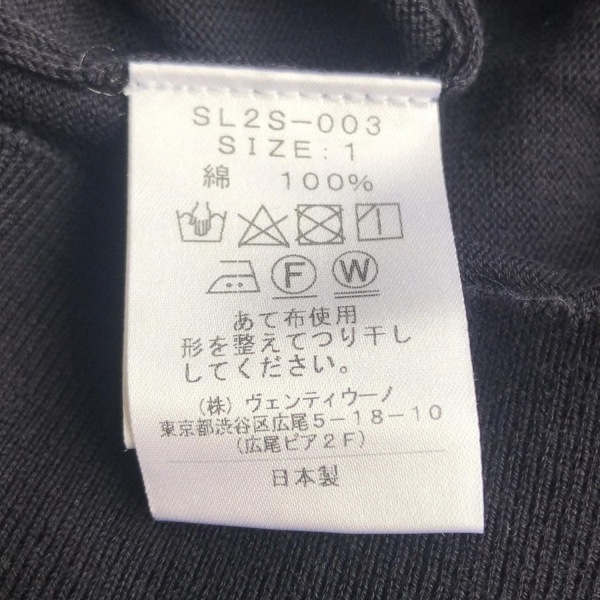 SL2S-003
SIZE:1
綿 100%
F W
あて布使用
形を整えてつり干し
してください。
(株)ヴェンティウーノ
東京都渋谷区広尾5-18-10
(広尾ピア2F)
日本製